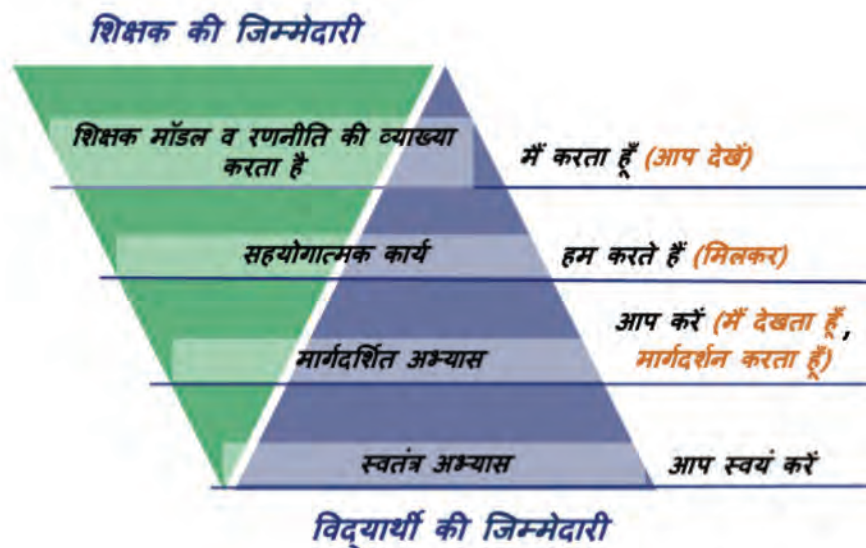 शिक्षक की जिम्मेदारी
शिक्षक मॉडल व रणनीति की व्याख्या
करता है
मैं करता हूँ (आप देखें)
सहयोगात्मक कार्य
हम करते हैं (मिलकर)
आप करें (मैं देखता हूँ,
मार्गदर्शन करता हूँ)
मार्गदर्शित अभ्यास
स्वतंत्र अभ्यास
आप स्वयं करें
विद्यार्थी की जिम्मेदारी